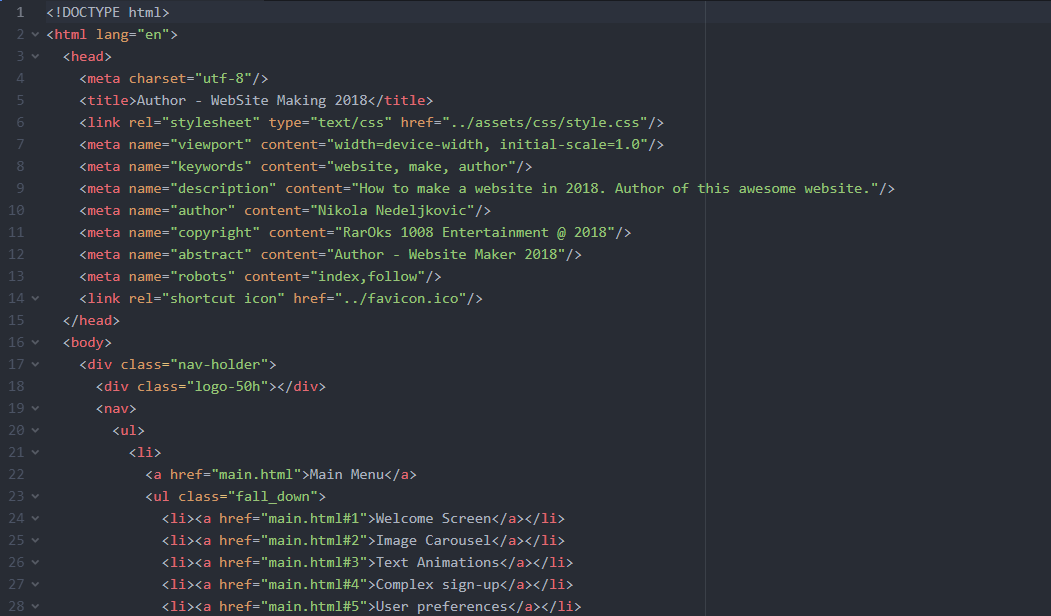 1 <!DOCTYPE html>
2 <html lang="en">
3 <head>
4 <meta charset="utf-8"/>
5 <title>Author - WebSite Making 2018</title>
6 <link rel="stylesheet" type="text/css" href="../assets/css/style.css"/>
7 <meta name="viewport" content="width=device-width, initial-scale=1.0"/>
8 <meta name="keywords" content="website, make, author"/>
9 <meta name="description" content="How to make a website in 2018. Author of this awesome website."/>
10 <meta name="author" content="Nikola Nedeljkovic"/>
11 <meta name="copyright" content="RarOks 1008 Entertainment @ 2018"/>
12 <meta name="abstract" content="Author - Website Maker 2018"/>
13 <meta name="robots" content="index,follow"/>
14 <link rel="shortcut icon" href="../favicon.ico"/>
15 </head>
16 <body>
17 <div class="nav-holder">
18 <div class="logo-50h"></div>
19 <nav>
20 <ul>
21 <li>
22 <a href="main.html">Main Menu</a>
23 <ul class="fall_down">
24 <li><a href="main.html#1">Welcome Screen</a></li>
25 <li><a href="main.html#2">Image Carousel</a></li>
26 <li><a href="main.html#3">Text Animations</a></li>
27 <li><a href="main.html#4">Complex sign-up</a></li>
28 <li><a href="main.html#5">User preferences</a></li>